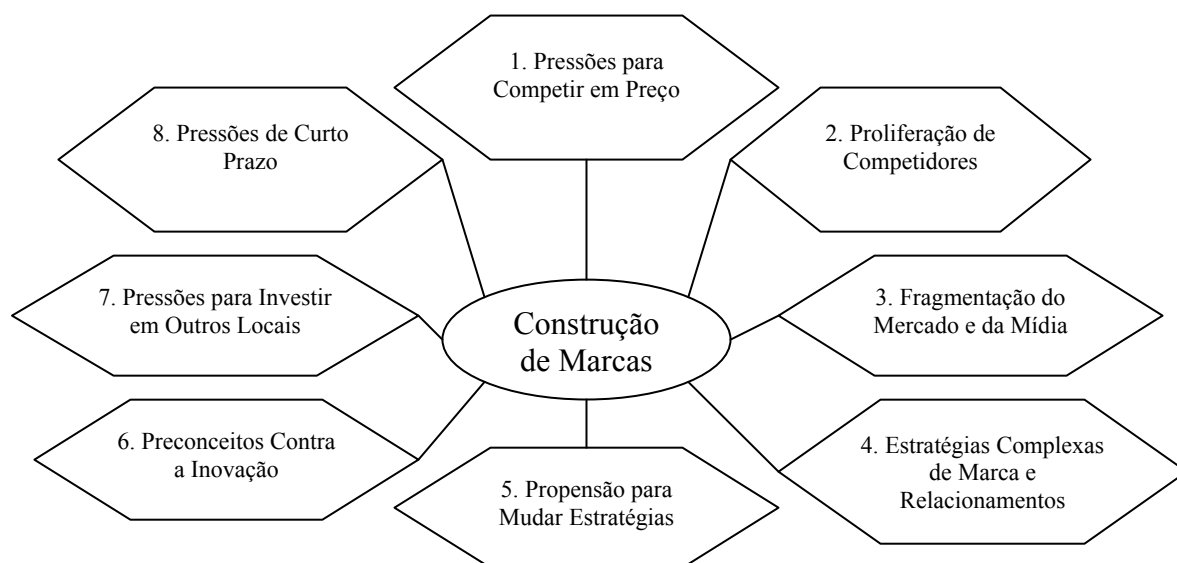 1. Pressões para
Competir em Preço
2. Proliferação de
Competidores
3. Fragmentação do
Mercado e da Mídia
4. Estratégias Complexas
de Marca e
Relacionamentos
5. Propensão para
Mudar Estratégias
6. Preconceitos Contra
a Inovação
7. Pressões para Investir
em Outros Locais
8. Pressões de Curto
Prazo
Construção
de Marcas